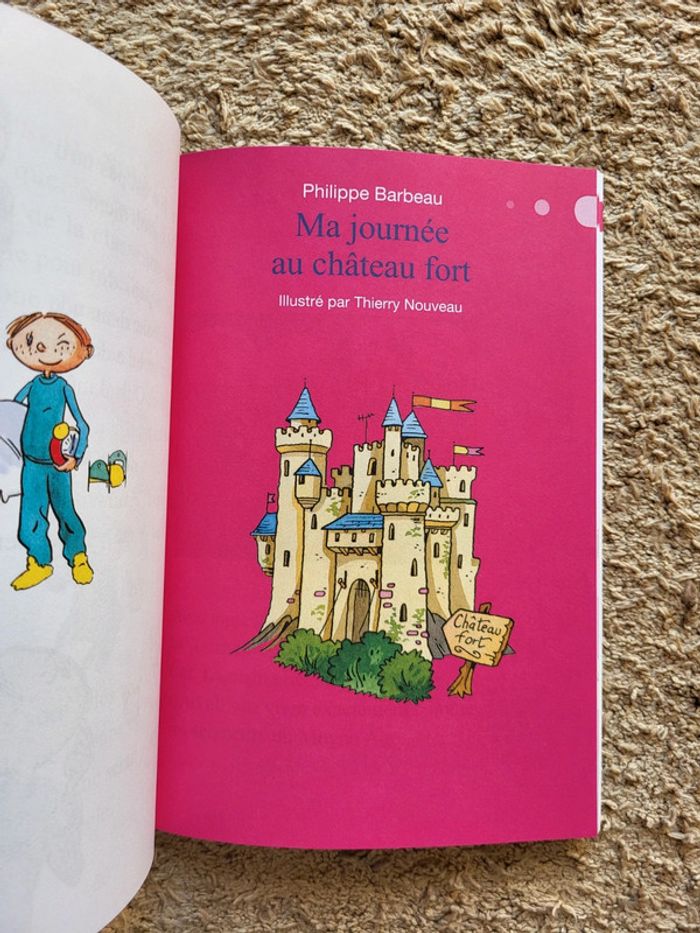 Philippe Barbeau
Ma journée
au château fort
Illustré par Thierry Nouveau
Château
fort